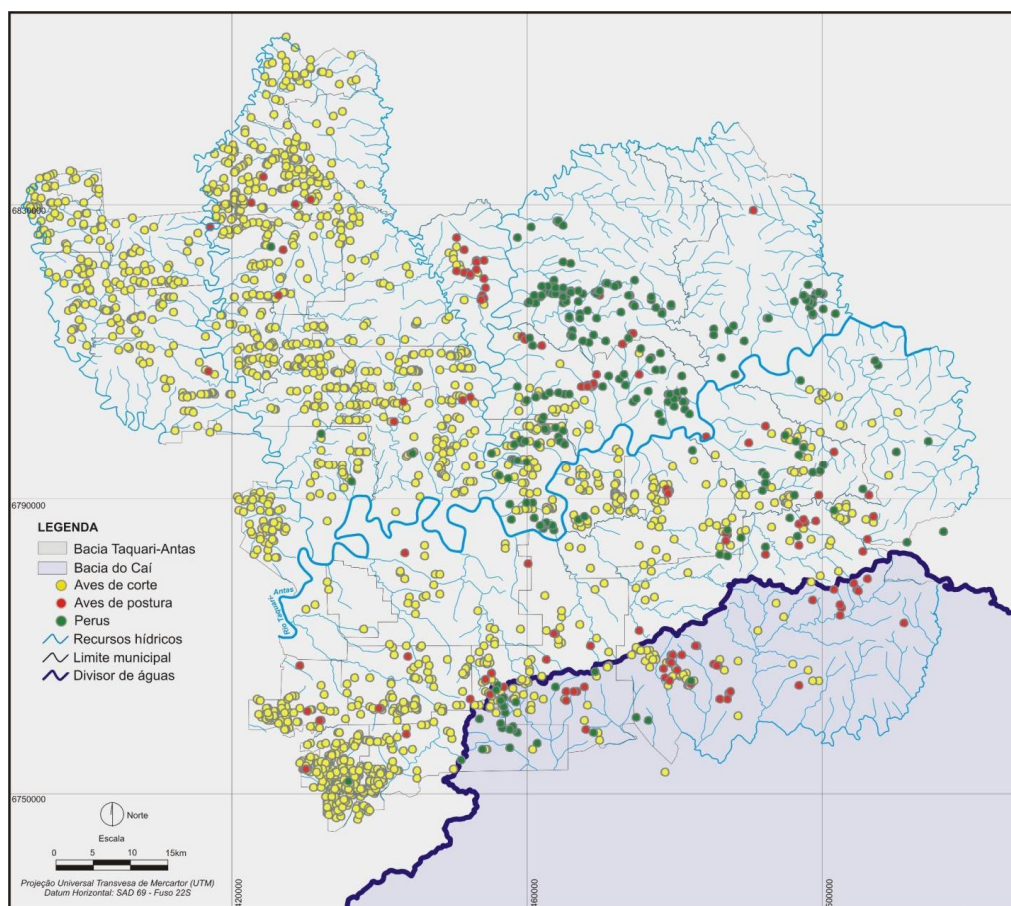 6830000
6790000
LEGENDA
Bacia Taquari-Antas
Bacia do Caí
Aves de corte
Aves de postura
Perus
Recursos hídricos
Limite municipal
Divisor de águas
Rio Taquari-
Antas
6750000
Norte
Escala
0 5 10 15km
Projeção Universal Transvesa de Mercartor (UTM)
Datum Horizontal: SAD 69 - Fuso 22S
420000
460000
500000